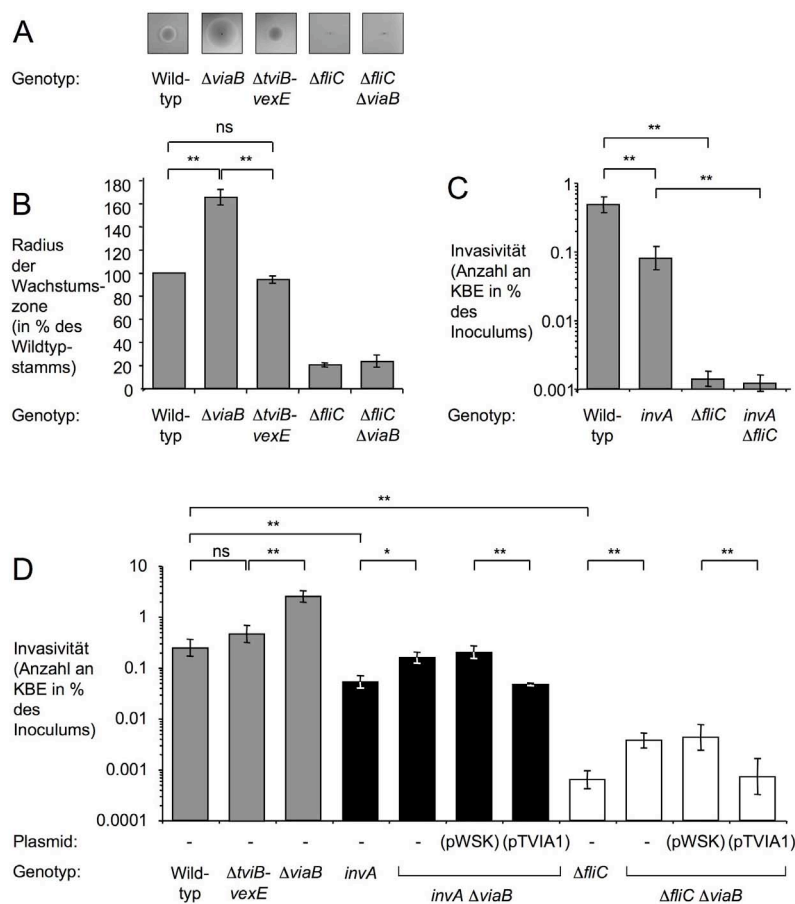 A
Genotyp: Wild- ΔviaB ΔtviB- ΔfliC ΔfliC
typ vexE ΔviaB
ns
** **
B
180
160
140
120
100
80
60
40
20
0
Radius
der
Wachstums-
zone
(in % des
Wildtyp-
stamms)
Genotyp: Wild- ΔviaB ΔtviB- ΔfliC ΔfliC
typ vexE ΔviaB
**
** **
C
1
0.1
0.01
0.001
Invasivität
(Anzahl an
KBE in %
des
Inoculums)
Genotyp: Wild- invA ΔfliC invA
typ ΔfliC
**
**
ns ** * ** ** **
D
10
1
0.1
0.01
0.001
0.0001
Invasivität
(Anzahl an
KBE in %
des
Inoculums)
Plasmid: - - - - - (pWSK) (pTVIA1) - - (pWSK) (pTVIA1)
Genotyp: Wild- ΔtviB- ΔviaB invA ΔfliC
typ vexE invA ΔviaB ΔfliC ΔviaB